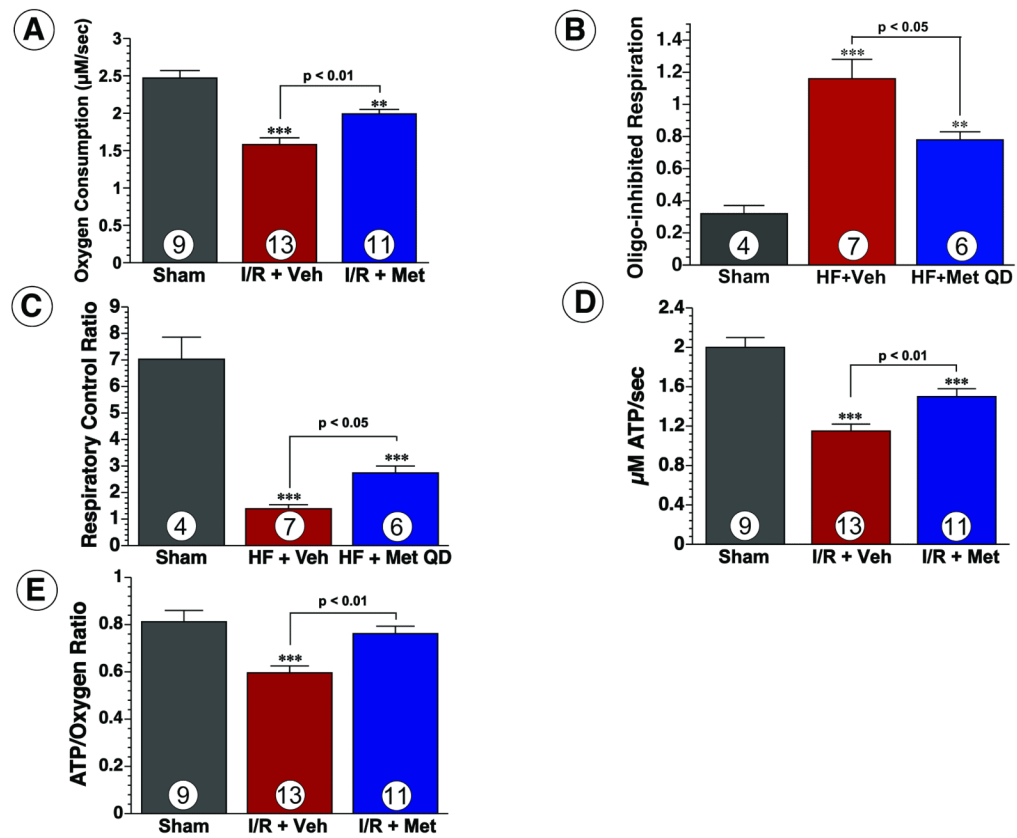 A
Oxygen Consumption (µM/sec)
3
2.5
2
1.5
1
0.5
0
p < 0.01
***
**
9
13
11
Sham
I/R + Veh
I/R + Met
B
Oligo-inhibited Respiration
1.4
1.2
1
0.8
0.6
0.4
0.2
0
p < 0.05
***
**
4
7
6
Sham
HF+Veh
HF+Met QD
C
Respiratory Control Ratio
9
8
7
6
5
4
3
2
1
0
p < 0.05
***
***
4
7
6
Sham
HF + Veh
HF + Met QD
D
µM ATP/sec
2.4
2
1.6
1.2
0.8
0.4
0
p < 0.01
***
***
9
13
11
Sham
I/R + Veh
I/R + Met
E
ATP/Oxygen Ratio
1
0.8
0.6
0.4
0.2
0
p < 0.01
***
9
13
11
Sham
I/R + Veh
I/R + Met